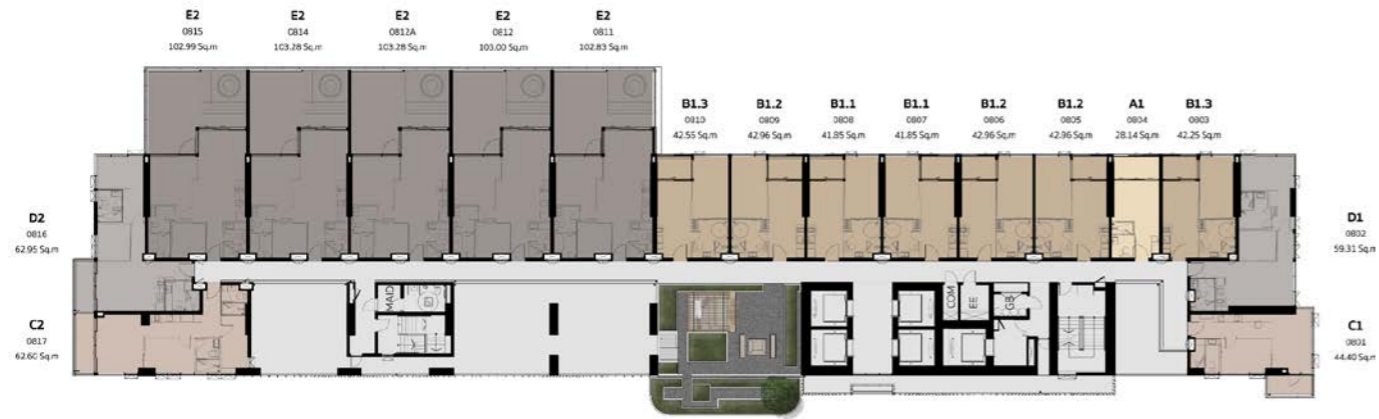 E2
0815
102.99 Sq.m
E2
0814
103.28 Sq.m
E2
0812A
103.28 Sq.m
E2
0812
103.00 Sq.m
E2
0811
102.83 Sq.m
B1.3
0810
42.55 Sq.m
B1.2
0809
42.96 Sq.m
B1.1
0808
41.85 Sq.m
B1.1
0807
41.85 Sq.m
B1.2
0806
42.96 Sq.m
B1.2
0805
42.96 Sq.m
A1
0804
28.14 Sq.m
B1.3
0803
42.25 Sq.m
D2
0816
62.95 Sq.m
D1
0802
59.31 Sq.m
C2
0817
62.60 Sq.m
MAID
COM
EE
GB
C1
0801
44.40 Sq.m